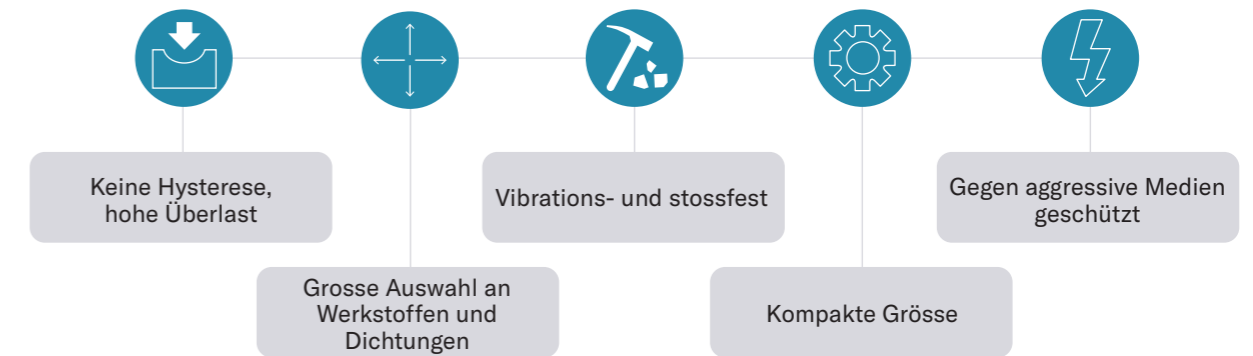 Keine Hysterese,
hohe Überlast
Grosse Auswahl an
Werkstoffen und
Dichtungen
Vibrations- und stossfest
Kompakte Grösse
Gegen aggressive Medien
geschützt